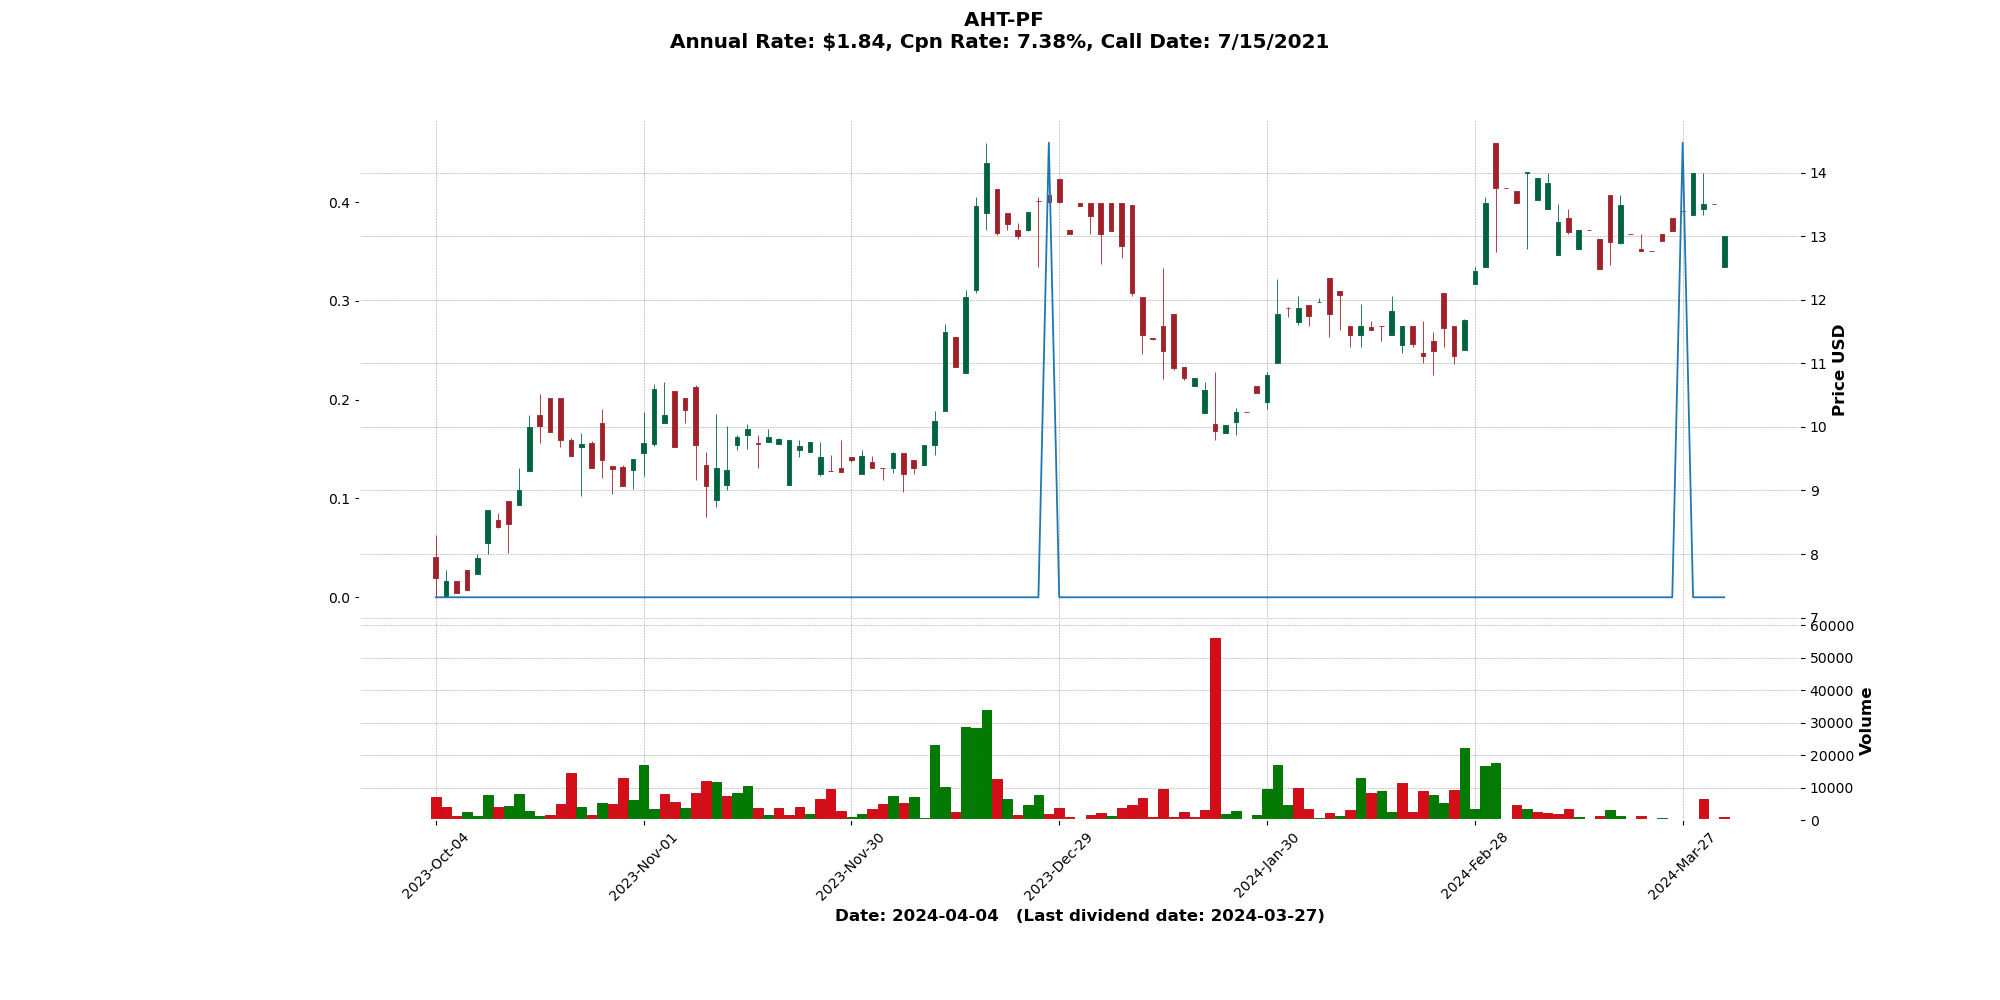 AHT-PF
Annual Rate: $1.84, Cpn Rate: 7.38%, Call Date: 7/15/2021
0.4
0.3
0.2
0.1
0.0
14
13
12
11
10
9
8
7
Price USD
60000
50000
40000
30000
20000
10000
0
Volume
2023-Oct-04
2023-Nov-01
2023-Nov-30
2023-Dec-29
2024-Jan-30
2024-Feb-28
2024-Mar-27
Date: 2024-04-04 (Last dividend date: 2024-03-27)